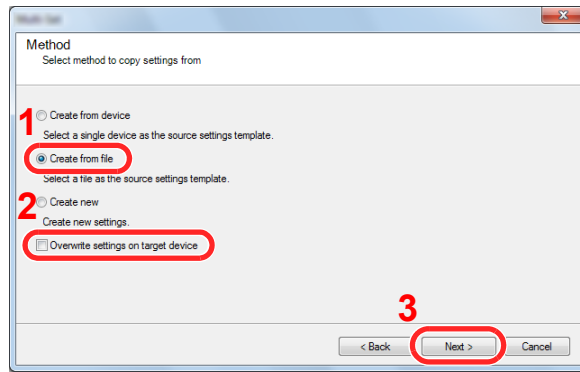 Multi Set
Method
Select method to copy settings from
1
Create from device
Select a single device as the source settings template.
Create from file
Select a file as the source settings template.
2
Create new
Create new settings.
Overwrite settings on target device
3
< Back Next > Cancel